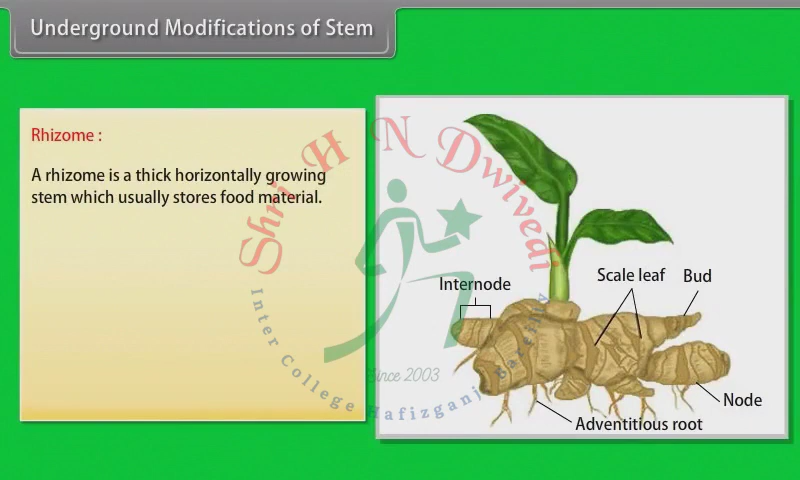 Underground Modifications of Stem
Rhizome :
A rhizome is a thick horizontally growing
stem which usually stores food material.
Shri H N Dwivedi
Inter College Hafizganj Bareilly
Since 2003
Internode
Scale leaf
Bud
Node
Adventitious root